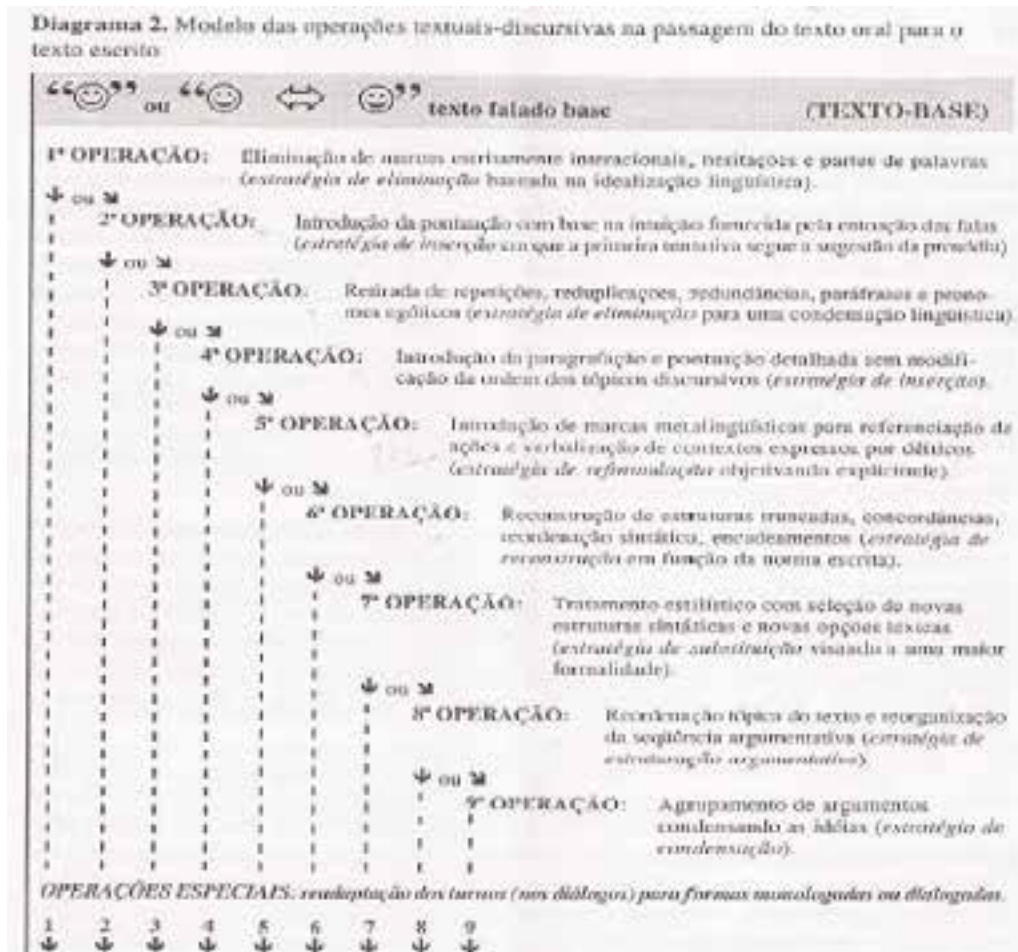 Diagrama 2. Modelo das operações textuais-discursivas na passagem do texto oral para o
texto escrito
“☺” ou “☺ ⇔ ☺” texto falado base (TEXTO-BASE)
1ª OPERAÇÃO: Eliminação de marcas estritamente interacionais, hesitações e partes de palavras
(estratégia de eliminação baseada na idealização lingüística).
↓ ou ↘
2ª OPERAÇÃO: Introdução da pontuação com base na intuição fornecida pela entoação das falas
(estratégia de inserção em que a primeira tentativa segue a sugestão da prosódia)
↓ ou ↘
3ª OPERAÇÃO: Retirada de repetições, reduplicações, redundâncias, paráfrases e prono-
mes egóticos (estratégia de eliminação para uma condensação lingüística)
↓ ou ↘
4ª OPERAÇÃO: Introdução da paragrafação e pontuação detalhada sem modifi-
cação da ordem dos tópicos discursivos (estratégia de inserção).
↓ ou ↘
5ª OPERAÇÃO: Introdução de marcas metalingüísticas para referenciação de
ações e verbalização de contextos expressos por dêiticos
(estratégia de reformulação objetivando explicitude).
↓ ou ↘
6ª OPERAÇÃO: Reconstrução de estruturas truncadas, concordâncias,
reordenação sintática, encadeamentos (estratégia de
reconstrução em função da norma escrita).
↓ ou ↘
7ª OPERAÇÃO: Tratamento estilístico com seleção de novas
estruturas sintáticas e novas opções léxicas
(estratégia de substituição visando a uma maior
formalidade).
↓ ou ↘
8ª OPERAÇÃO: Reordenação tópica do texto e reorganização
da seqüência argumentativa (estratégia de
estruturação argumentativa).
↓ ou ↘
9ª OPERAÇÃO: Agrupamento de argumentos
condensando as idéias (estratégia de
condensação).
OPERAÇÕES ESPECIAIS: readaptação dos turnos (nos diálogos) para formas monologadas ou dialogadas.
1 2 3 4 5 6 7 8 9